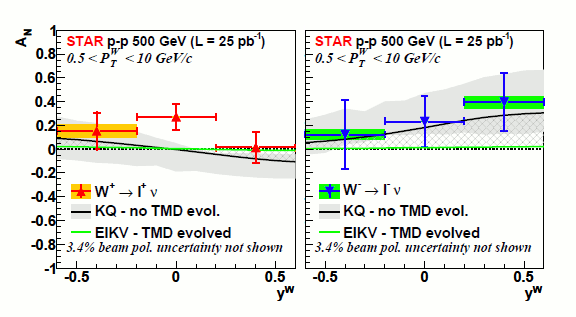 A_N
1
0.8
0.6
0.4
0.2
0
-0.2
-0.4
-0.6
-0.8
-1
STAR p-p 500 GeV (L = 25 pb⁻¹)
0.5 < P_T^W < 10 GeV/c
W⁺ → l⁺ ν
KQ - no TMD evol.
EIKV - TMD evolved
3.4% beam pol. uncertainty not shown
-0.5 0 0.5
y^W
STAR p-p 500 GeV (L = 25 pb⁻¹)
0.5 < P_T^W < 10 GeV/c
W⁻ → l⁻ ν
KQ - no TMD evol.
EIKV - TMD evolved
3.4% beam pol. uncertainty not shown
-0.5 0 0.5
y^W